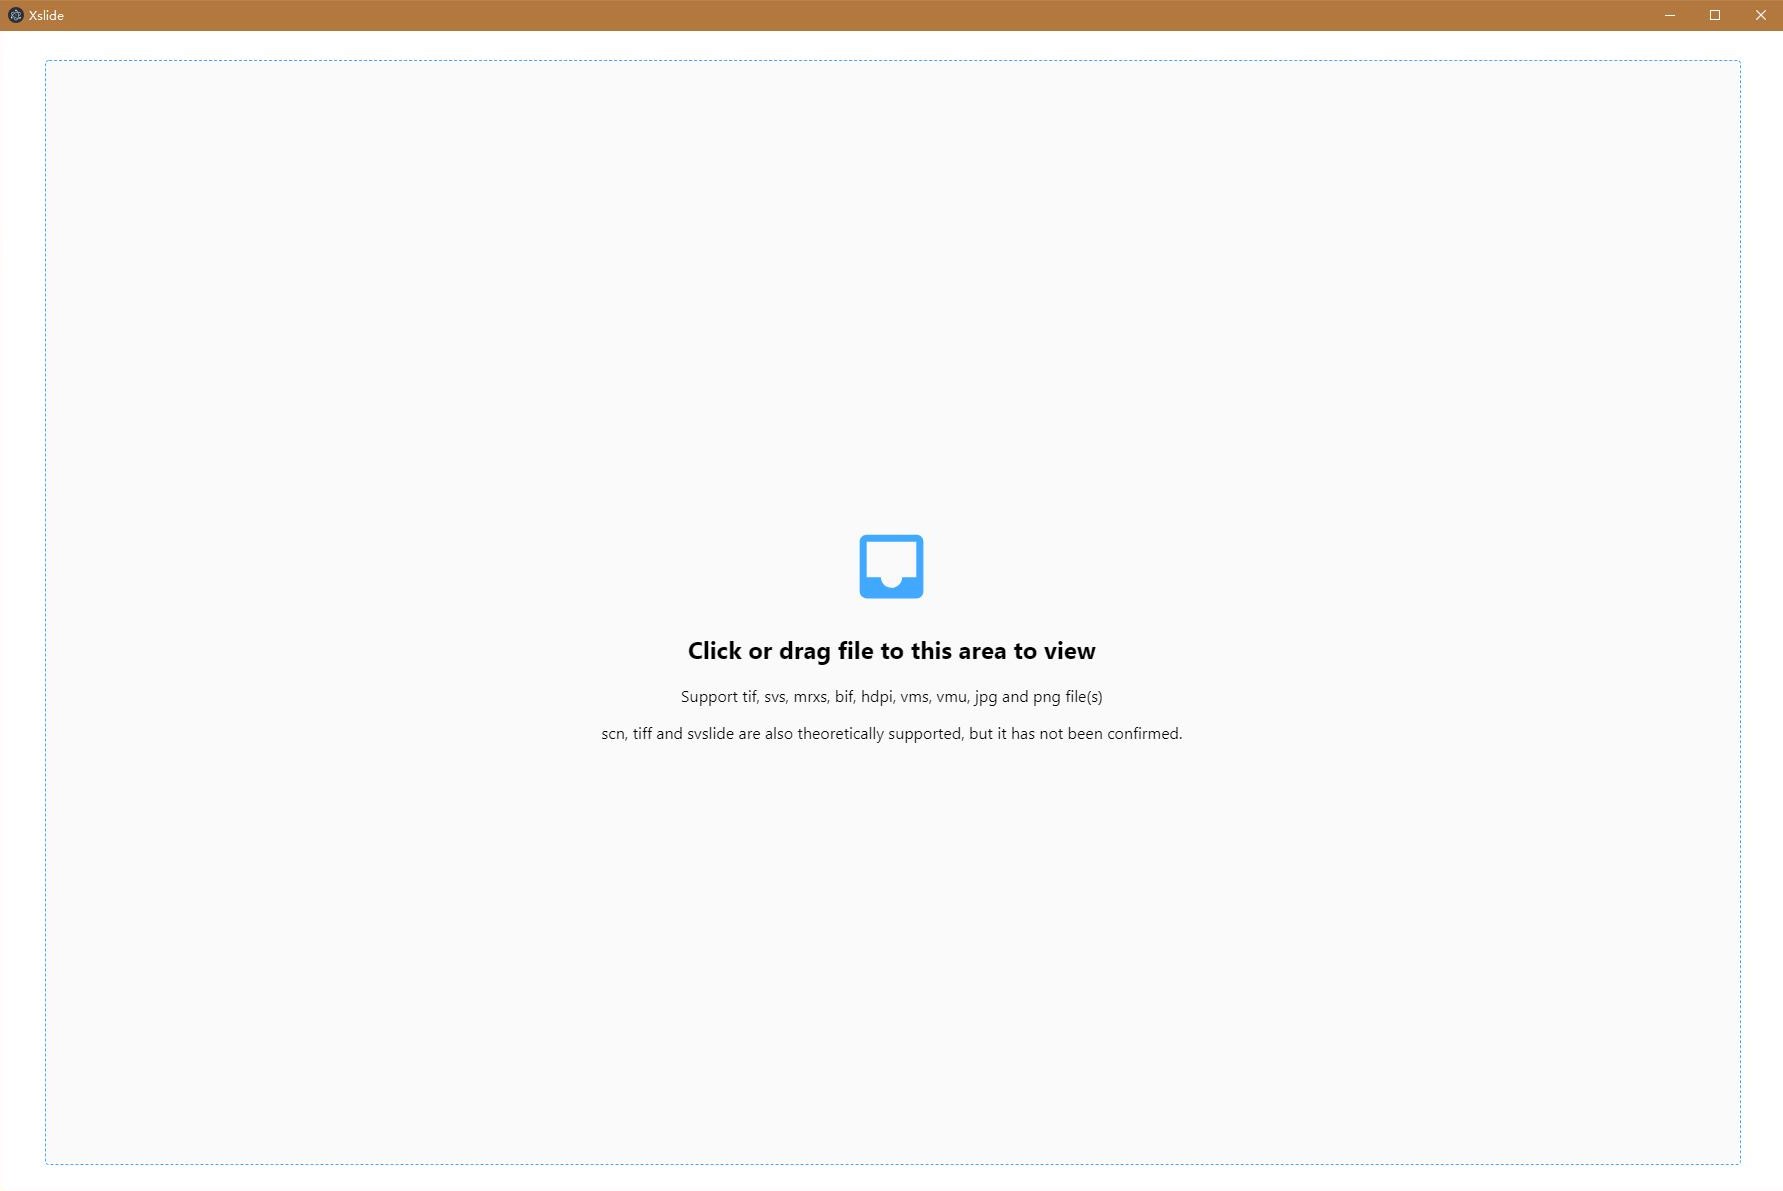 Xslide
Click or drag file to this area to view
Support tif, svs, mrxs, bif, hdpi, vms, vmu, jpg and png file(s)
scn, tiff and svslide are also theoretically supported, but it has not been confirmed.